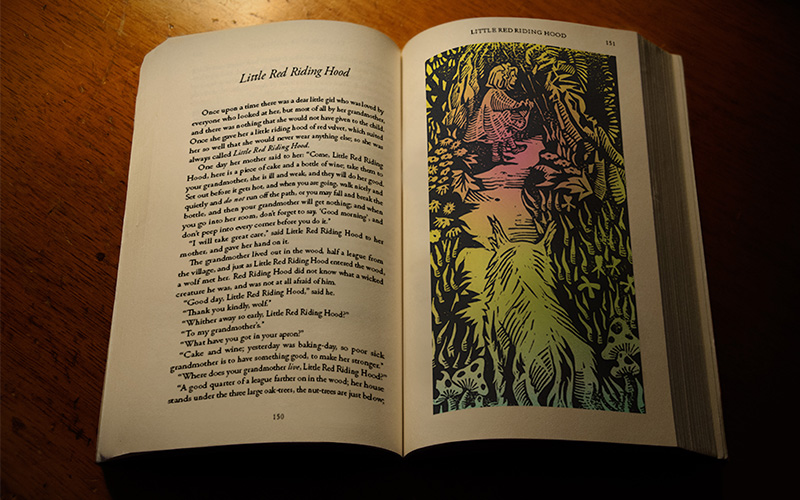 Little Red Riding Hood
Once upon a time there was a dear little girl who was loved by
everyone who looked at her, but most of all by her grandmother,
and there was nothing that she would not have given to the child.
Once she gave her a little riding hood of red velvet, which suited
her so well that she would never wear anything else; so she was
always called Little Red Riding Hood.
One day her mother said to her: "Come, Little Red Riding
Hood, here is a piece of cake and a bottle of wine; take them to
your grandmother, she is ill and weak, and they will do her good.
Set out before it gets hot, and when you are going, walk nicely and
quietly and do not run off the path, or you may fall and break the
bottle, and then your grandmother will get nothing; and when
you go into her room, don't forget to say, 'Good morning', and
don't peep into every corner before you do it."
"I will take great care," said Little Red Riding Hood to her
mother, and gave her hand on it.
The grandmother lived out in the wood, half a league from
the village, and just as Little Red Riding Hood entered the wood,
a wolf met her. Red Riding Hood did not know what a wicked
creature he was, and was not at all afraid of him.
"Good day, Little Red Riding Hood," said he.
"Thank you kindly, wolf."
"Whither away so early, Little Red Riding Hood?"
"To my grandmother's."
"What have you got in your apron?"
"Cake and wine; yesterday was baking-day, so poor sick
grandmother is to have something good, to make her stronger."
"Where does your grandmother live, Little Red Riding Hood?"
"A good quarter of a league farther on in the wood; her house
stands under the three large oak-trees, the nut-trees are just below;
150
LITTLE RED RIDING HOOD
151